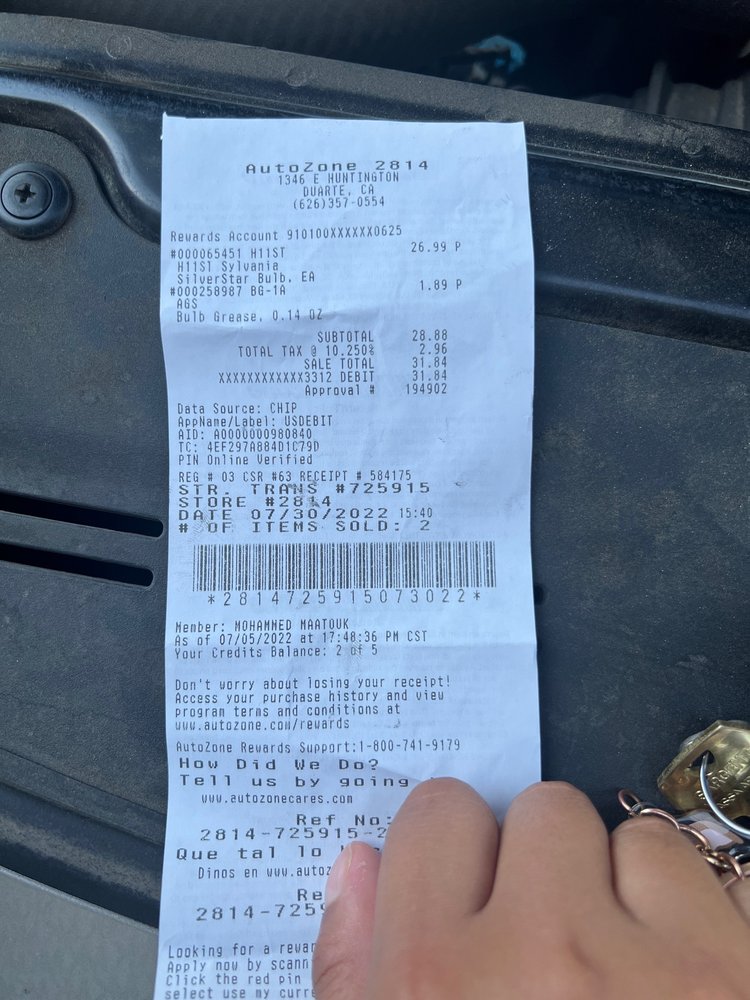 AutoZone 2814
1346 E HUNTINGTON
DUARTE, CA
(626)357-0554
Rewards Account 910100XXXXXX0625
#000065451 H11ST 26.99 P
H11ST Sylvania
SilverStar Bulb, EA
#000258987 BG-1A 1.89 P
AGS
Bulb Grease, 0.14 OZ
SUBTOTAL 28.88
TOTAL TAX @ 10.250% 2.96
SALE TOTAL 31.84
XXXXXXXXXXXX3312 DEBIT 31.84
Approval # 194902
Data Source: CHIP
AppName/Label: USDEBIT
AID: A0000000980840
TC: 4EF297A884D1C79D
PIN Online Verified
REG # 03 CSR #63 RECEIPT # 584175
STR. TRANS #725915
STORE #2814
DATE 07/30/2022 15:40
# OF ITEMS SOLD: 2
*2814725915073022*
Member: MOHAMNED MAATOUK
As of 07/05/2022 at 17:48:36 PM CST
Your Credits Balance: 2 of 5
Don't worry about losing your receipt!
Access your purchase history and view
program terms and conditions at
www.autozone.com/rewards
AutoZone Rewards Support:1-800-741-9179
How Did We Do?
Tell us by going
www.autozonecares.com
Ref No:
2814-725915-2
Que tal lo
Dinos en www.autoz
Re
2814-7259
Looking for a rewar
Apply now by scann
Click the red pin
select use my curre